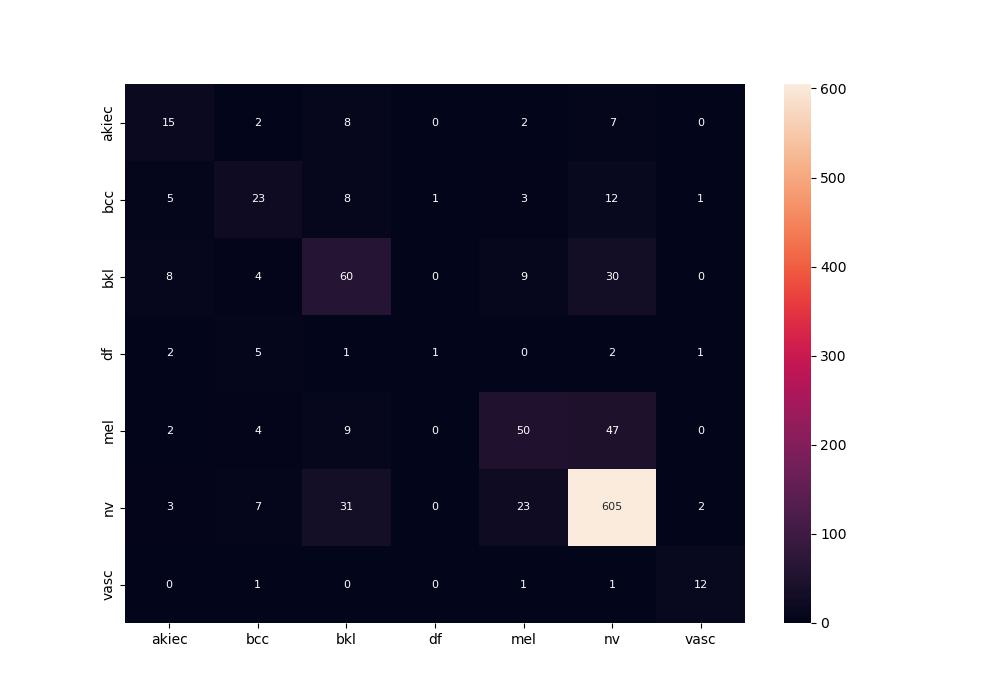 akiec 15 2 8 0 2 7 0
bcc 5 23 8 1 3 12 1
bkl 8 4 60 0 9 30 0
df 2 5 1 1 0 2 1
mel 2 4 9 0 50 47 0
nv 3 7 31 0 23 605 2
vasc 0 1 0 0 1 1 12
akiec bcc bkl df mel nv vasc
600
500
400
300
200
100
0